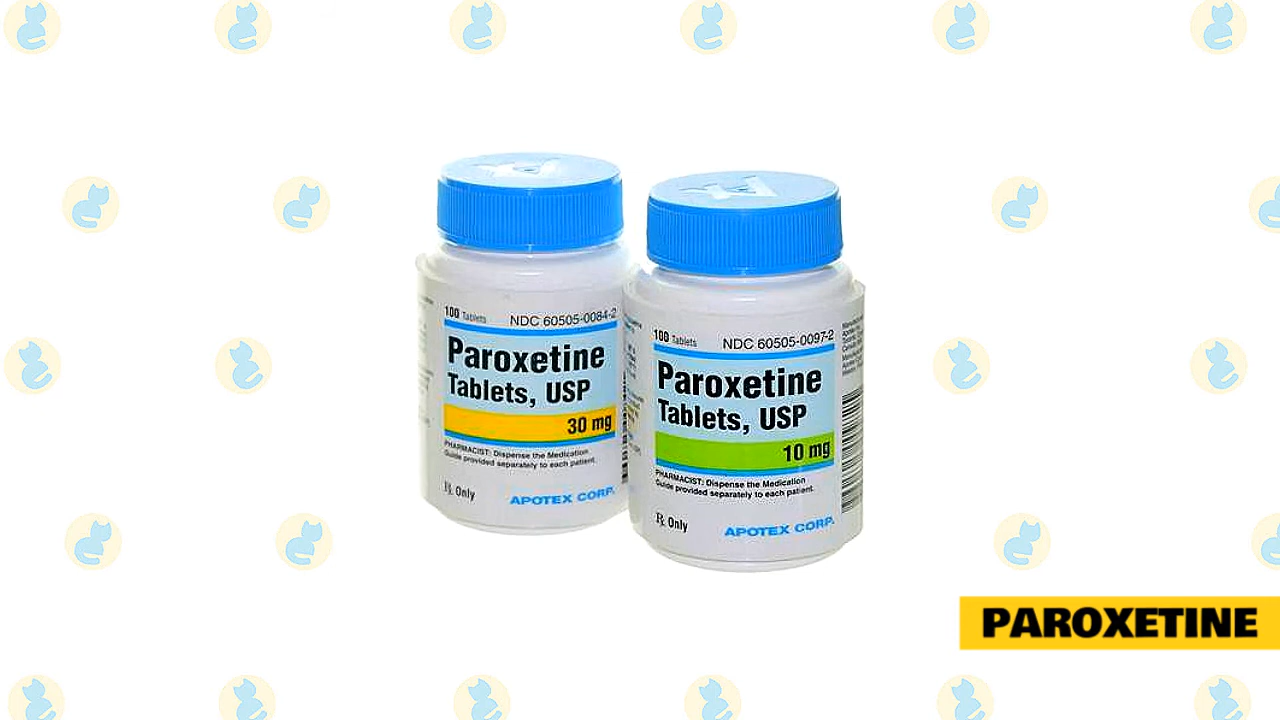 100 Tablets NDC 60505-0084-2
Paroxetine
Tablets, USP
30 mg
PHARMACIST: Dispense the Medication
Guide provided separately to each patient.
℞ Only APOTEX CORP.
100 Tablets NDC 60505-0097-2
Paroxetine
Tablets, USP
10 mg
PHARMACIST: Dispense the Medication
Guide provided separately to each patient.
℞ Only APOTEX CORP.
PAROXETINE